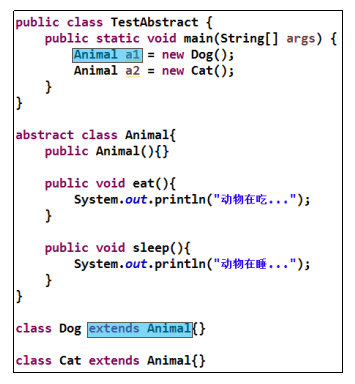 public class TestAbstract {
public static void main(String[] args) {
Animal a1 = new Dog();
Animal a2 = new Cat();
}
}
abstract class Animal{
public Animal(){}
public void eat(){
System.out.println("动物在吃...");
}
public void sleep(){
System.out.println("动物在睡...");
}
}
class Dog extends Animal{}
class Cat extends Animal{}